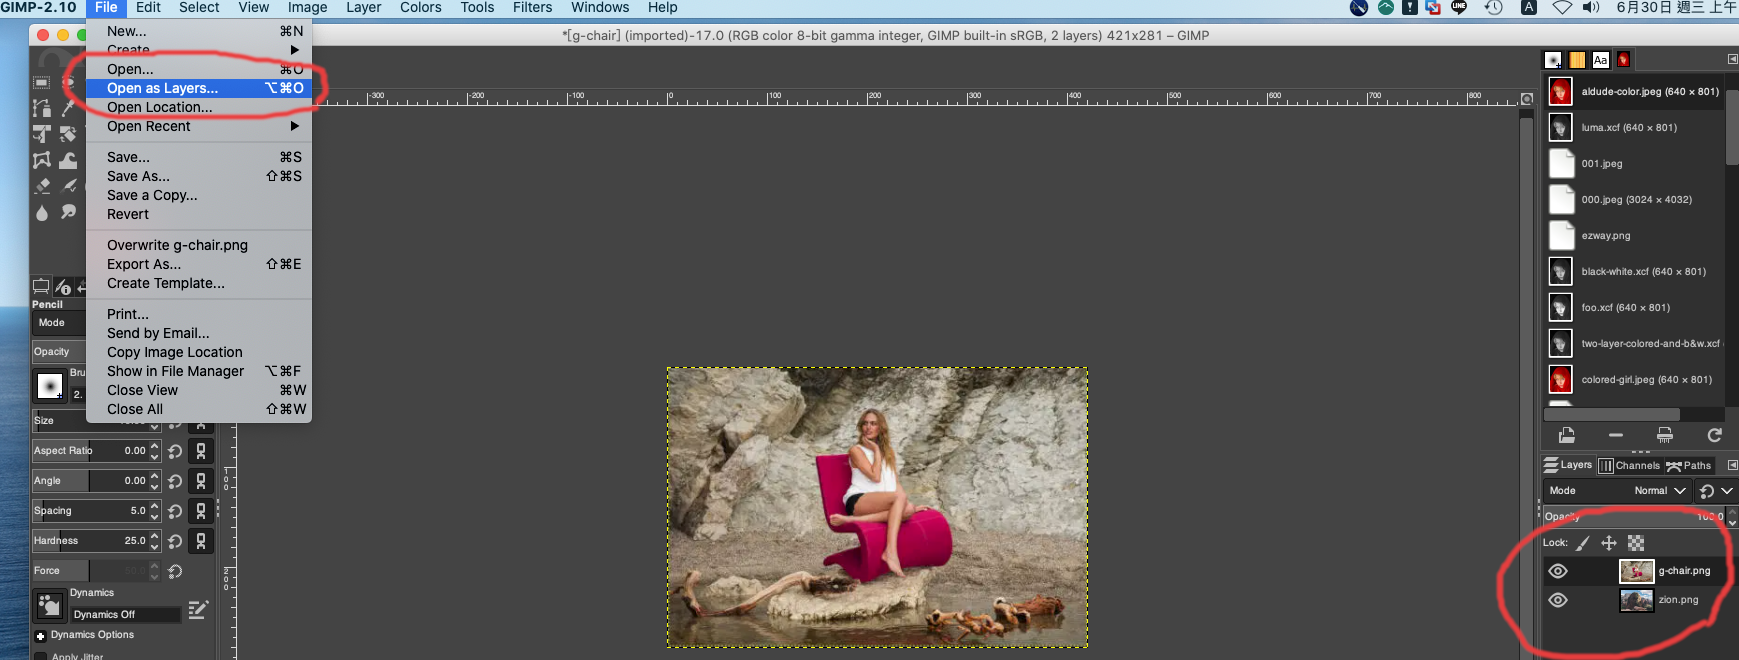 GIMP-2.10 File Edit Select View Image Layer Colors Tools Filters Windows Help LINE A 6月30日 週三 上午
*[g-chair] (imported)-17.0 (RGB color 8-bit gamma integer, GIMP built-in sRGB, 2 layers) 421x281 – GIMP
New... ⌘N
Create
Open... ⌘O
Open as Layers... ⌥⌘O
Open Location...
Open Recent
Save... ⌘S
Save As... ⇧⌘S
Save a Copy...
Revert
Overwrite g-chair.png
Export As... ⇧⌘E
Create Template...
Print...
Send by Email...
Copy Image Location
Show in File Manager ⌥⌘F
Close View ⌘W
Close All ⇧⌘W
Pencil
Mode
Opacity
Bru
2.
Size
Aspect Ratio 0.00
Angle 0.00
Spacing 5.0
Hardness 25.0
Force 50.0
Dynamics
Dynamics Off
Dynamics Options
Apply Jitter
-300 -200 -100 0 100 200 300 400 500 600 700 800
100
200
Aa
aldude-color.jpeg (640 × 801)
luma.xcf (640 × 801)
001.jpeg
000.jpeg (3024 × 4032)
ezway.png
black-white.xcf (640 × 801)
foo.xcf (640 × 801)
two-layer-colored-and-b&w.xcf
colored-girl.jpeg (640 × 801)
Layers Channels Paths
Mode Normal
Opacity 100.0
Lock:
g-chair.png
zion.png